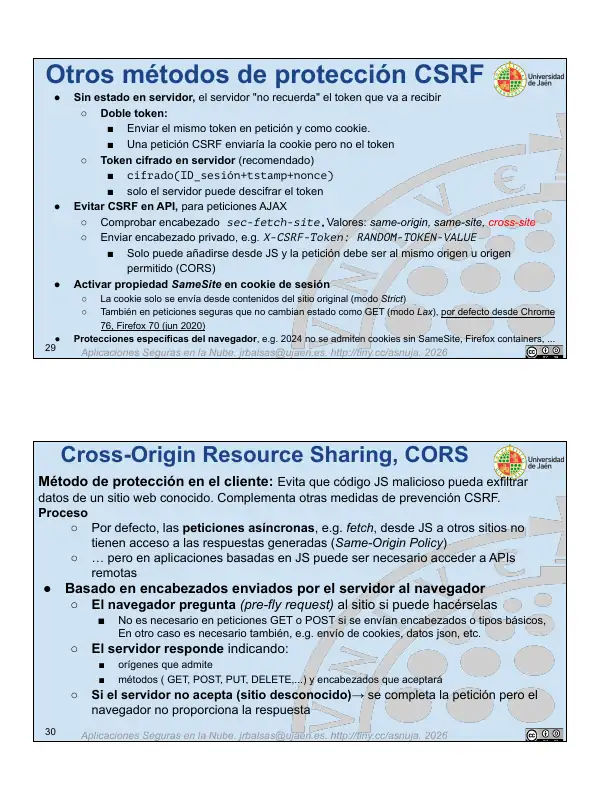 Otros métodos de protección CSRF
Universidad
de Jaén
● Sin estado en servidor, el servidor "no recuerda" el token que va a recibir
○ Doble token:
■ Enviar el mismo token en petición y como cookie.
■ Una petición CSRF enviaría la cookie pero no el token
○ Token cifrado en servidor (recomendado)
■ cifrado(ID_sesión+tstamp+nonce)
■ solo el servidor puede descifrar el token
● Evitar CSRF en API, para peticiones AJAX
○ Comprobar encabezado sec-fetch-site, Valores: same-origin, same-site, cross-site
○ Enviar encabezado privado, e.g. X-CSRF-Token: RANDOM-TOKEN-VALUE
■ Solo puede añadirse desde JS y la petición debe ser al mismo origen u origen
permitido (CORS)
● Activar propiedad SameSite en cookie de sesión
○ La cookie solo se envía desde contenidos del sitio original (modo Strict)
○ También en peticiones seguras que no cambian estado como GET (modo Lax), por defecto desde Chrome
76, Firefox 70 (jun 2020)
● Protecciones específicas del navegador, e.g. 2024 no se admiten cookies sin SameSite, Firefox containers, ...
29
Aplicaciones Seguras en la Nube. jrbalsas@ujaen.es. http://tiny.cc/asnuja. 2026
Cross-Origin Resource Sharing, CORS
Universidad
de Jaén
Método de protección en el cliente: Evita que código JS malicioso pueda exfiltrar
datos de un sitio web conocido. Complementa otras medidas de prevención CSRF.
Proceso
○ Por defecto, las peticiones asíncronas, e.g. fetch, desde JS a otros sitios no
tienen acceso a las respuestas generadas (Same-Origin Policy)
○ … pero en aplicaciones basadas en JS puede ser necesario acceder a APIs
remotas
● Basado en encabezados enviados por el servidor al navegador
○ El navegador pregunta (pre-fly request) al sitio si puede hacérselas
■ No es necesario en peticiones GET o POST si se envían encabezados o tipos básicos,
En otro caso es necesario también, e.g. envío de cookies, datos json, etc.
○ El servidor responde indicando:
■ orígenes que admite
■ métodos ( GET, POST, PUT, DELETE,...) y encabezados que aceptará
○ Si el servidor no acepta (sitio desconocido)→ se completa la petición pero el
navegador no proporciona la respuesta
30
Aplicaciones Seguras en la Nube. jrbalsas@ujaen.es. http://tiny.cc/asnuja. 2026